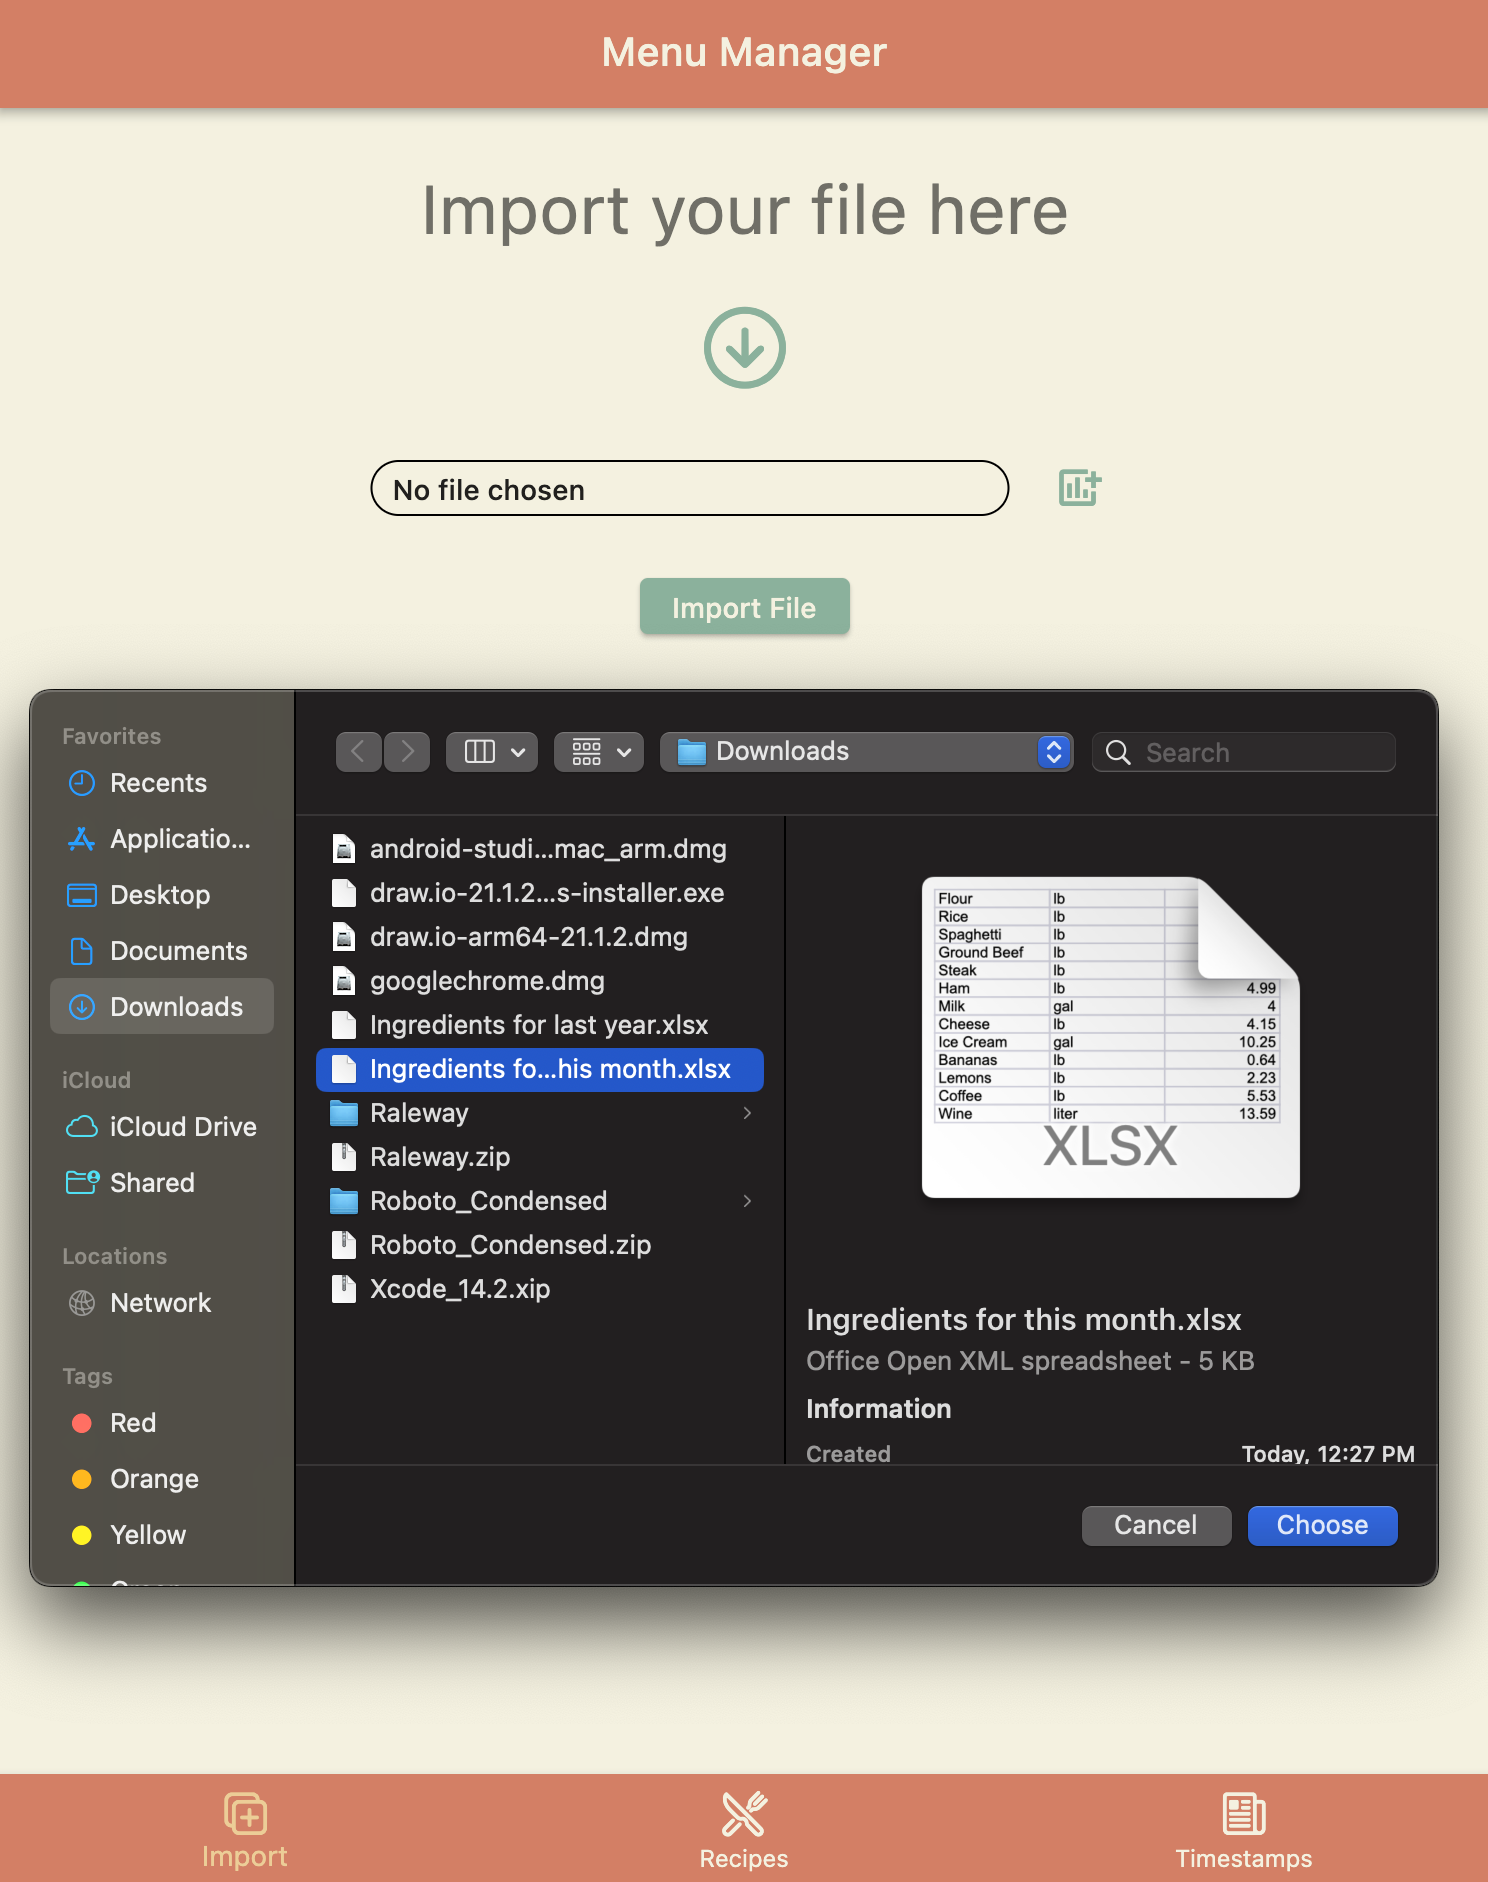 Menu Manager
Import your file here
No file chosen
Import File
Favorites
Recents
Applicatio...
Desktop
Documents
Downloads
iCloud
iCloud Drive
Shared
Locations
Network
Tags
Red
Orange
Yellow
Downloads
Search
android-studi...mac_arm.dmg
draw.io-21.1.2...s-installer.exe
draw.io-arm64-21.1.2.dmg
googlechrome.dmg
Ingredients for last year.xlsx
Ingredients fo...his month.xlsx
Raleway
Raleway.zip
Roboto_Condensed
Roboto_Condensed.zip
Xcode_14.2.xip
Flour lb
Rice lb
Spaghetti lb
Ground Beef lb
Steak lb
Ham lb 4.99
Milk gal 4
Cheese lb 4.15
Ice Cream gal 10.25
Bananas lb 0.64
Lemons lb 2.23
Coffee lb 5.53
Wine liter 13.59
XLSX
Ingredients for this month.xlsx
Office Open XML spreadsheet - 5 KB
Information
Created Today, 12:27 PM
Cancel
Choose
Import
Recipes
Timestamps